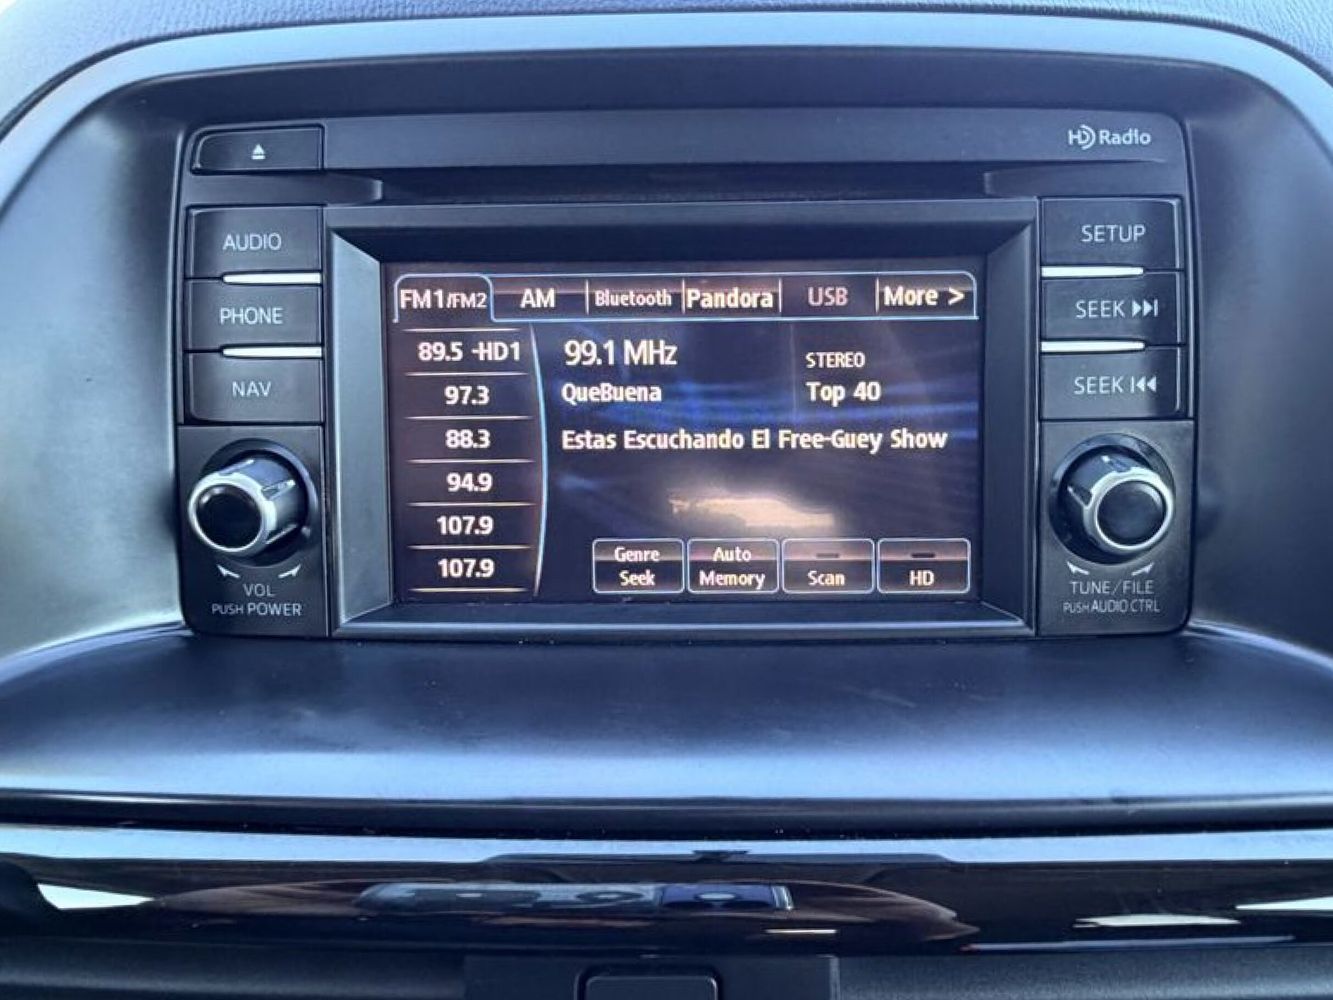 HD Radio
AUDIO
PHONE
NAV
VOL
PUSH POWER
FM1/FM2 AM Bluetooth Pandora USB More >
89.5 -HD1
97.3
88.3
94.9
107.9
107.9
99.1 MHz STEREO
QueBuena Top 40
Estas Escuchando El Free-Guey Show
Genre Seek
Auto Memory
Scan
HD
SETUP
SEEK
SEEK
TUNE/FILE
PUSH AUDIO CTRL